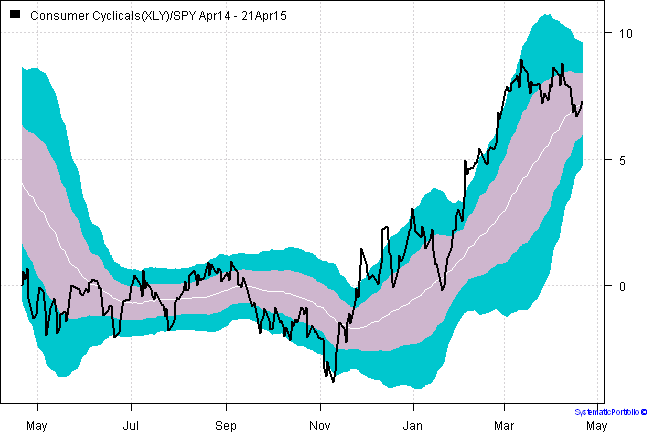 Consumer Cyclicals(XLY)/SPY Apr14 - 21Apr15
10
5
0
SystematicPortfolio ©
May Jul Sep Nov Jan Mar May